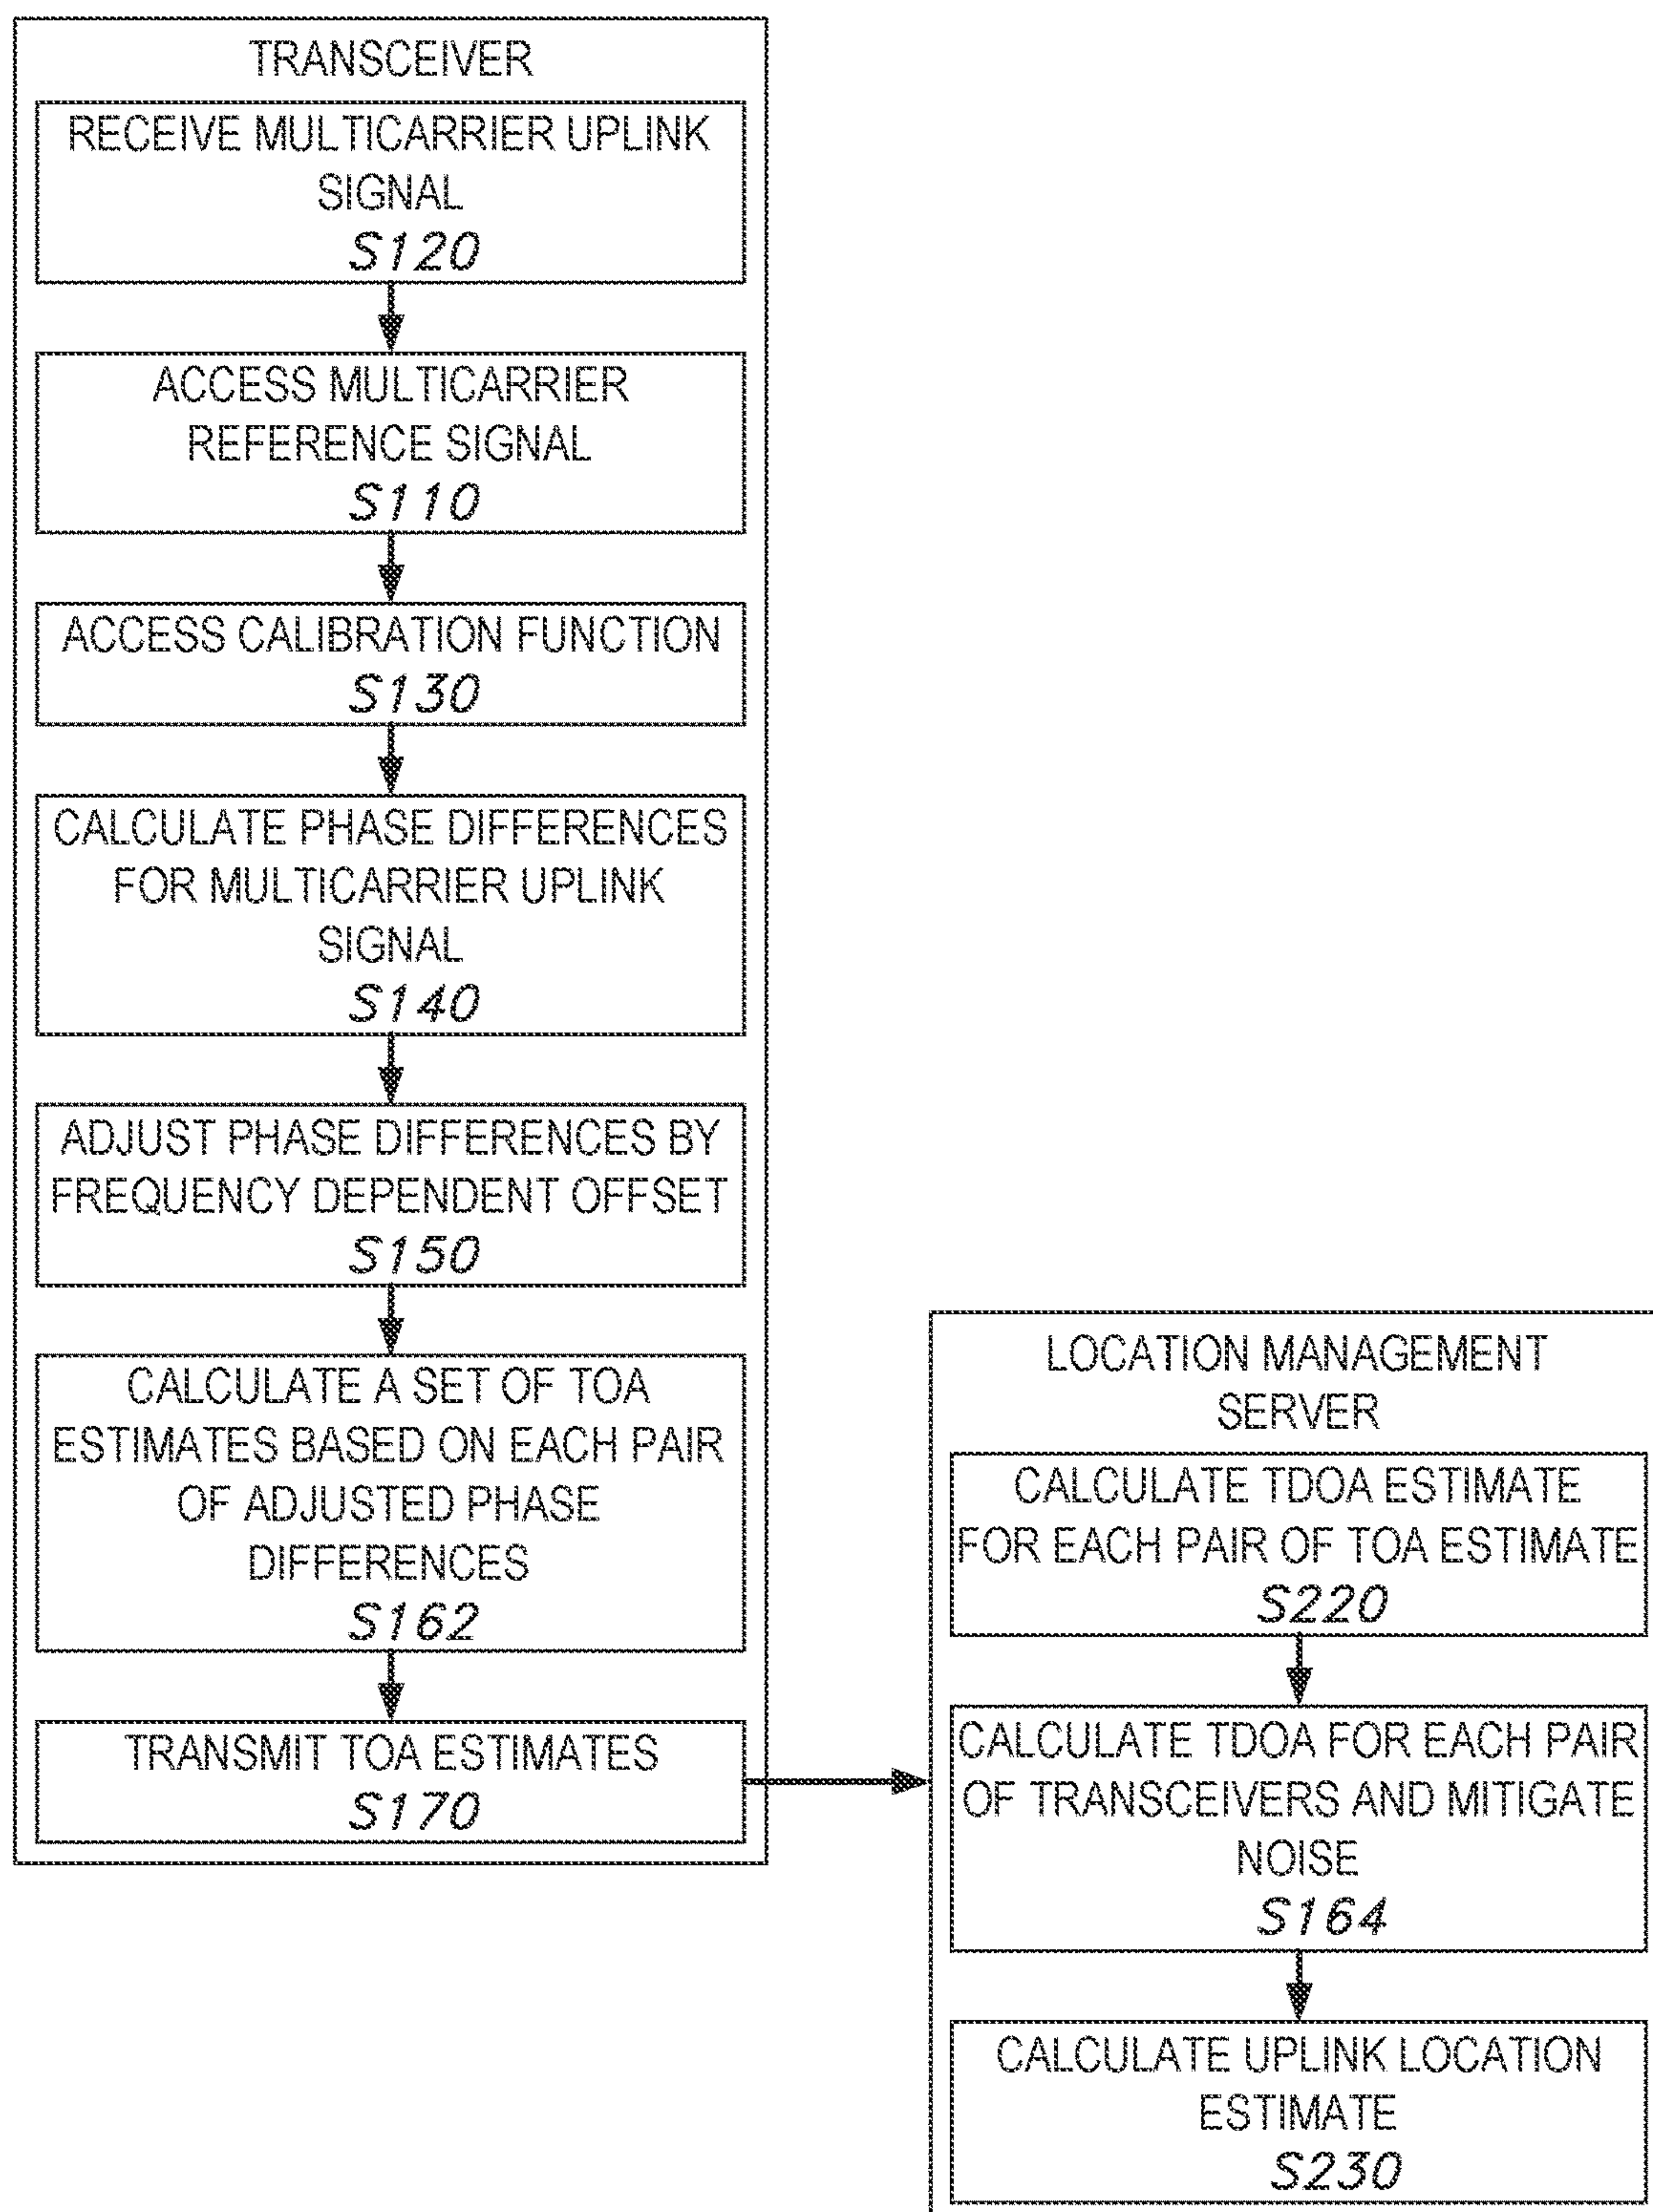 TRANSCEIVER
RECEIVE MULTICARRIER UPLINK
SIGNAL
S120
ACCESS MULTICARRIER
REFERENCE SIGNAL
S110
ACCESS CALIBRATION FUNCTION
S130
CALCULATE PHASE DIFFERENCES
FOR MULTICARRIER UPLINK
SIGNAL
S140
ADJUST PHASE DIFFERENCES BY
FREQUENCY DEPENDENT OFFSET
S150
CALCULATE A SET OF TOA
ESTIMATES BASED ON EACH PAIR
OF ADJUSTED PHASE
DIFFERENCES
S162
TRANSMIT TOA ESTIMATES
S170
LOCATION MANAGEMENT
SERVER
CALCULATE TDOA ESTIMATE
FOR EACH PAIR OF TOA ESTIMATE
S220
CALCULATE TDOA FOR EACH PAIR
OF TRANSCEIVERS AND MITIGATE
NOISE
S164
CALCULATE UPLINK LOCATION
ESTIMATE
S230